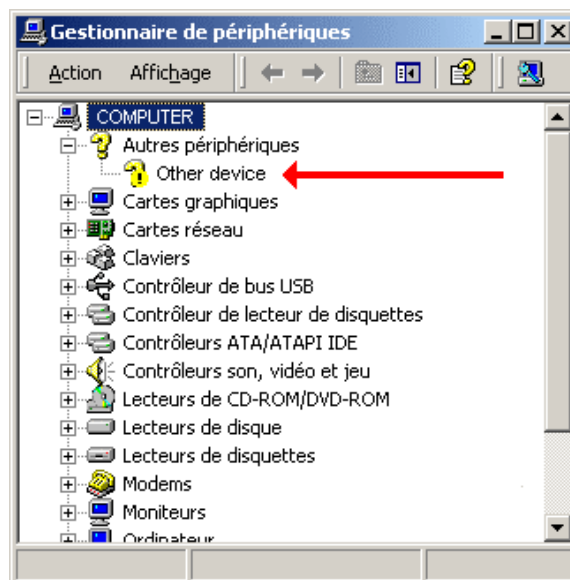 Gestionnaire de périphériques
Action Affichage
COMPUTER
Autres périphériques
Other device
Cartes graphiques
Cartes réseau
Claviers
Contrôleur de bus USB
Contrôleur de lecteur de disquettes
Contrôleurs ATA/ATAPI IDE
Contrôleurs son, vidéo et jeu
Lecteurs de CD-ROM/DVD-ROM
Lecteurs de disque
Lecteurs de disquettes
Modems
Moniteurs
Ordinateur